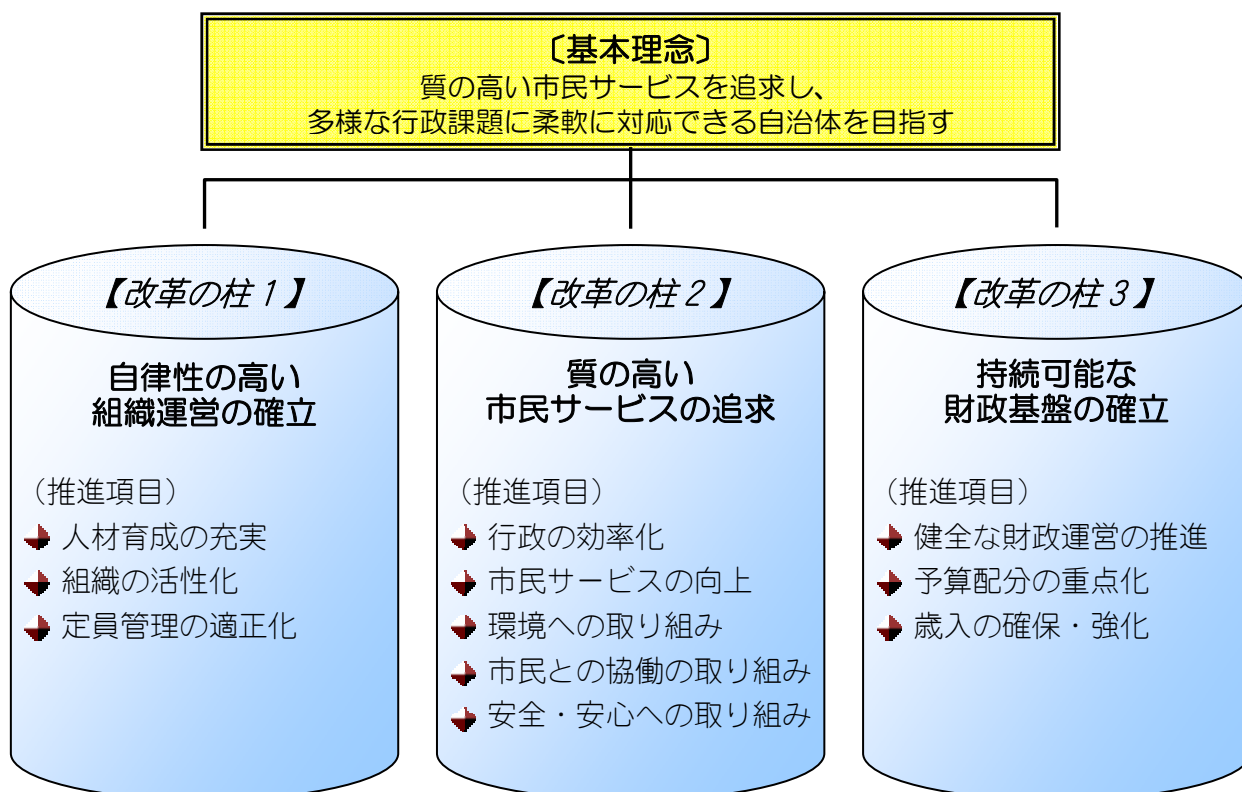 〔基本理念〕
質の高い市民サービスを追求し、
多様な行政課題に柔軟に対応できる自治体を目指す
【改革の柱1】
自律性の高い
組織運営の確立
（推進項目）
人材育成の充実
組織の活性化
定員管理の適正化
【改革の柱2】
質の高い
市民サービスの追求
（推進項目）
行政の効率化
市民サービスの向上
環境への取り組み
市民との協働の取り組み
安全・安心への取り組み
【改革の柱3】
持続可能な
財政基盤の確立
（推進項目）
健全な財政運営の推進
予算配分の重点化
歳入の確保・強化